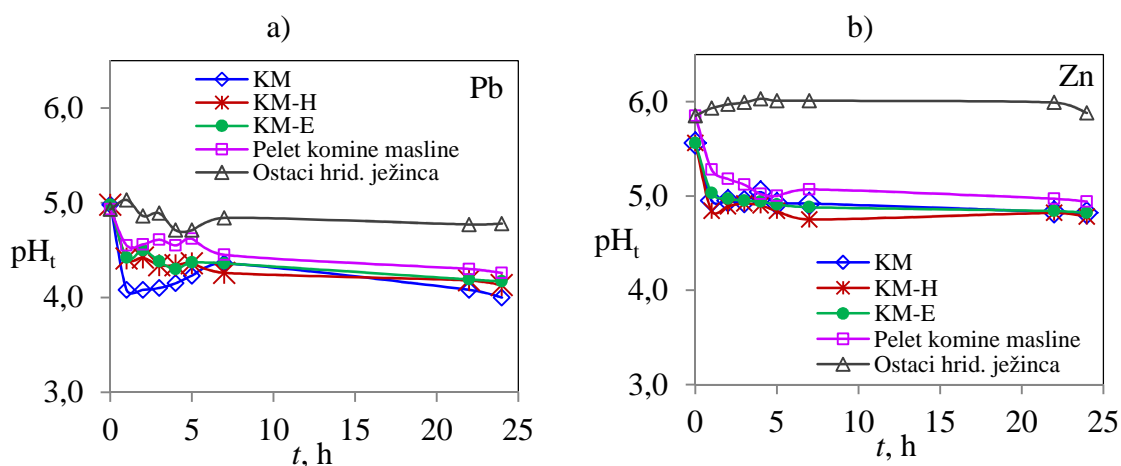 a)
Pb
KM
KM-H
KM-E
Pelet komine masline
Ostaci hrid. ježinca
6,0
5,0
4,0
3,0
pHt
0 5 10 15 20 25
t, h
b)
Zn
6,0
5,0
4,0
3,0
pHt
KM
KM-H
KM-E
Pelet komine masline
Ostaci hrid. ježinca
0 5 10 15 20 25
t, h